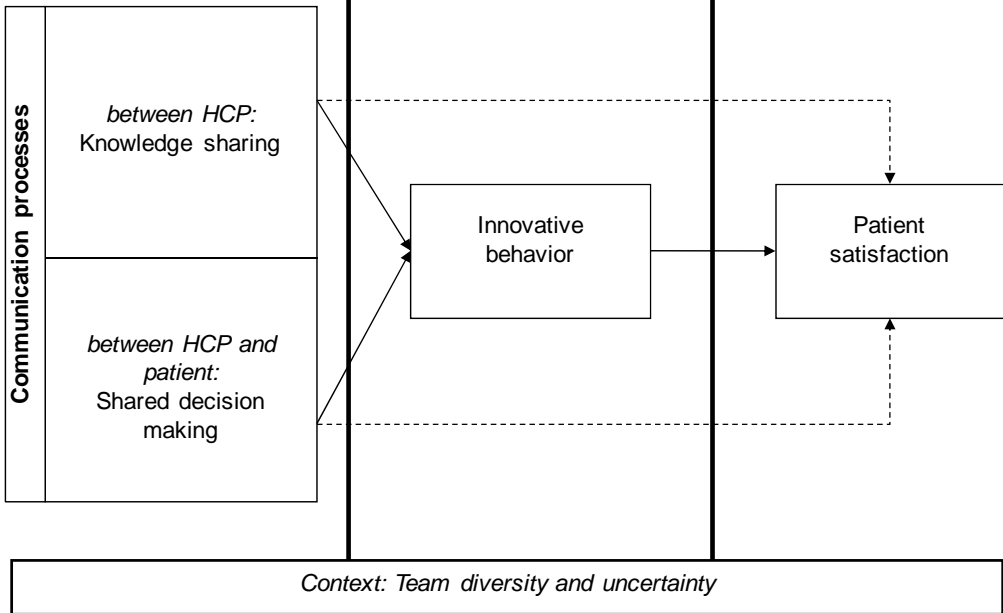 Communication processes
between HCP:
Knowledge sharing
between HCP and
patient:
Shared decision
making
Innovative
behavior
Patient
satisfaction
Context: Team diversity and uncertainty